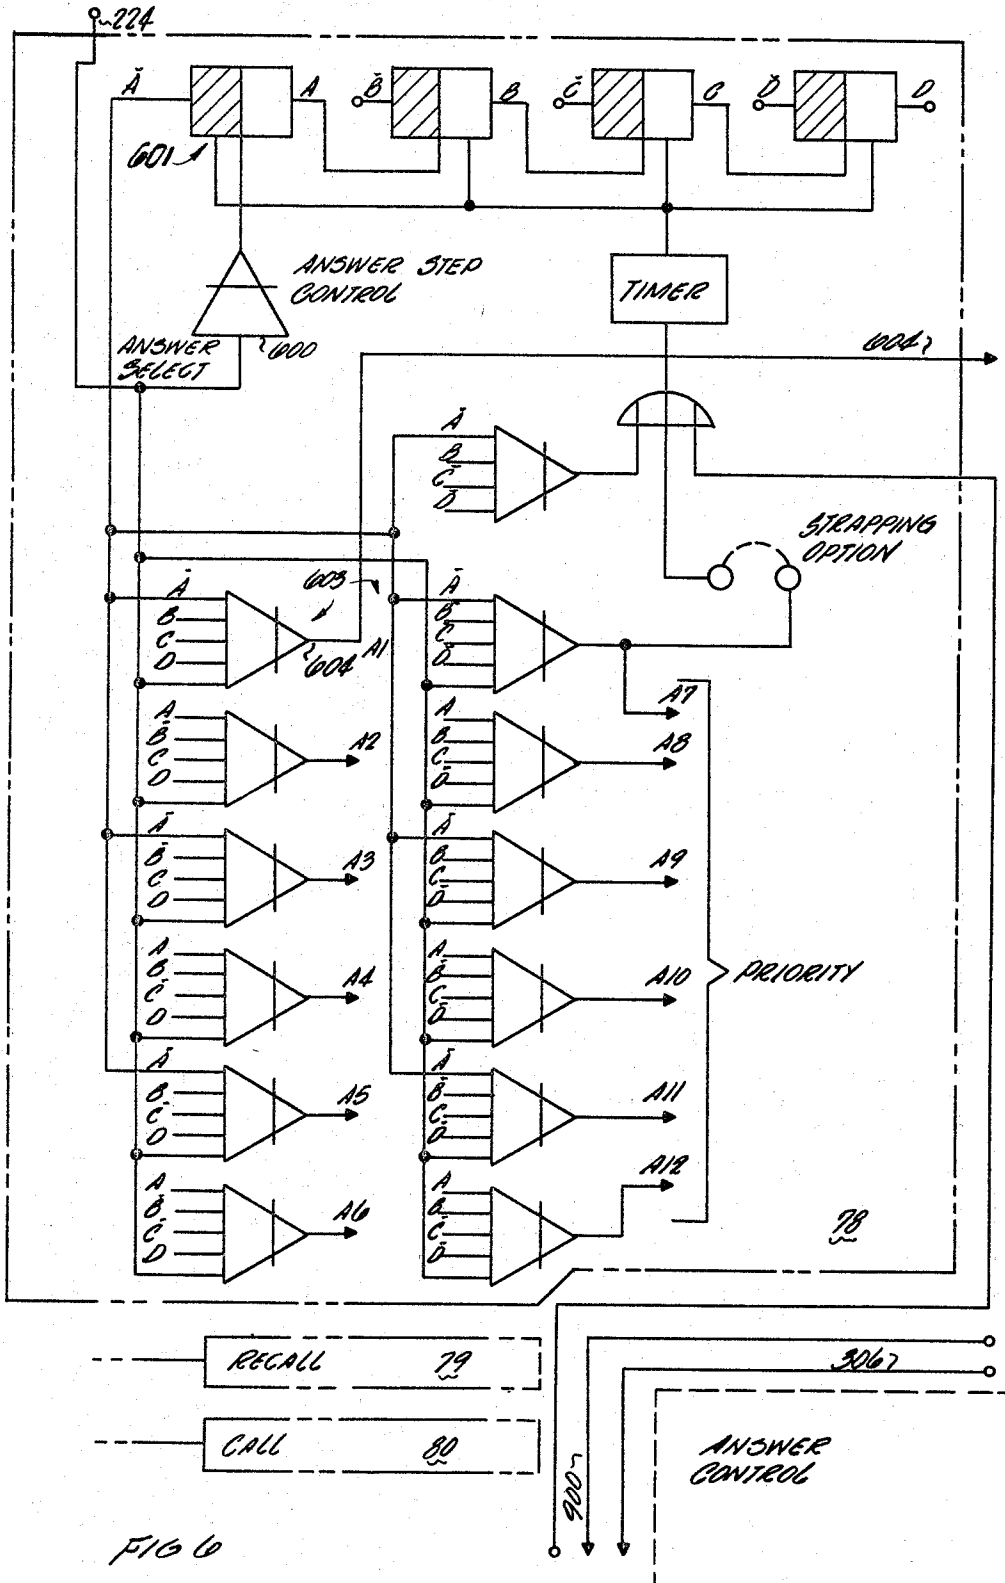 224
Ā A B̄ B C̄ C D̄ D
601
ANSWER STEP
CONTROL
TIMER
ANSWER
SELECT
600
604
Ā
B
C̄
D̄
STRAPPING
OPTION
603
Ā
B
C
D
604
A1
Ā
B̄
C
D̄
A7
A
B̄
C
D
A2
A
B
C
D̄
A8
Ā
B̄
C
D
A3
Ā
B
C̄
D̄
A9
PRIORITY
A
B̄
C̄
D
A4
A
B̄
C̄
D̄
A10
Ā
B̄
C̄
D
A5
Ā
B̄
C̄
D̄
A11
A
B̄
C̄
D
A6
A
B̄
C̄
D̄
A12
78
RECALL 79
306
CALL 80
ANSWER
CONTROL
900
FIG 6